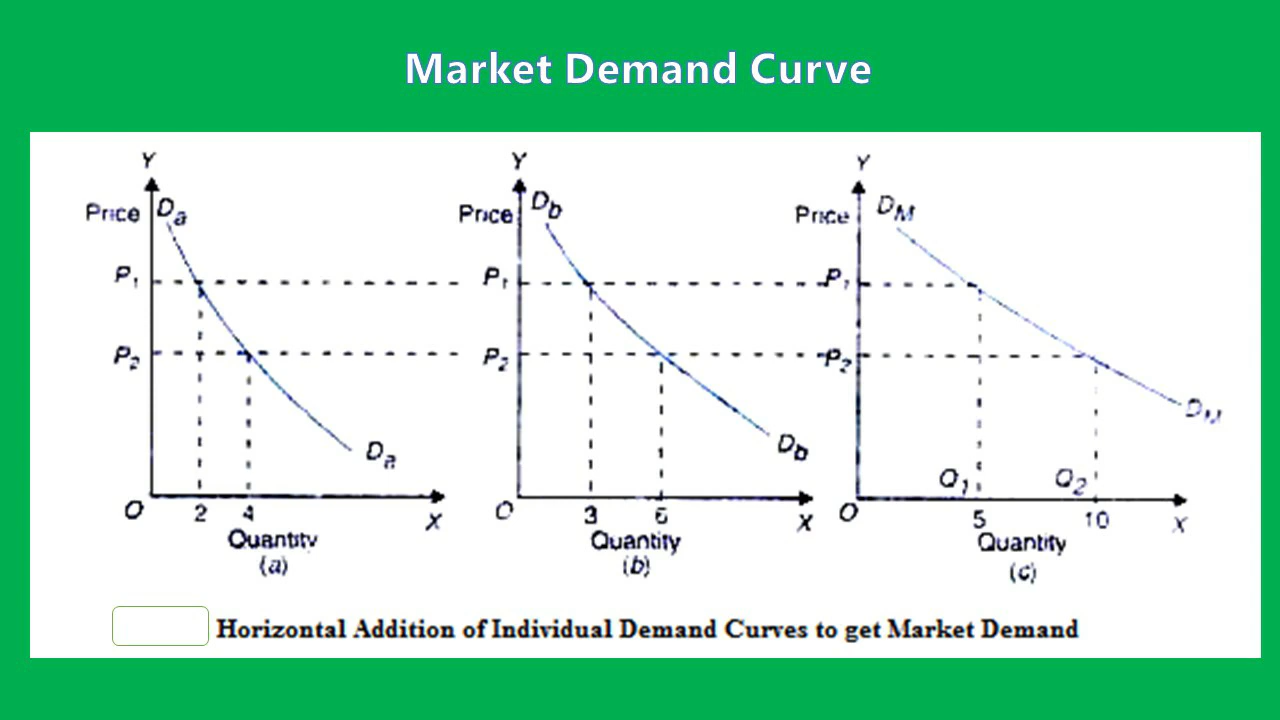 Market Demand Curve
Y
Price
Da
P1
P2
Da
O
2
4
X
Quantity
(a)
Y
Price
Db
P1
P2
Db
O
3
6
X
Quantity
(b)
Y
Price
DM
P1
P2
DM
Q1
Q2
O
5
10
X
Quantity
(c)
Horizontal Addition of Individual Demand Curves to get Market Demand